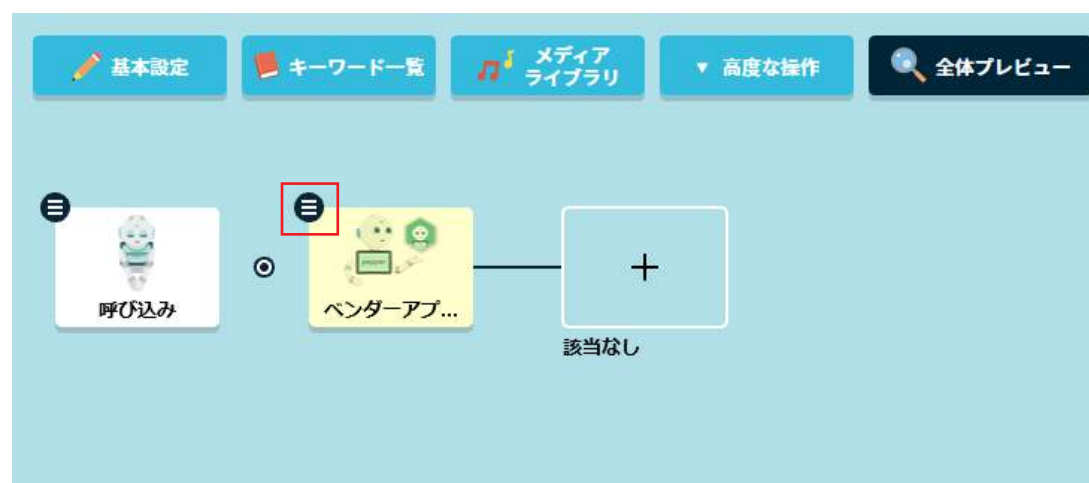 基本設定
キーワード一覧
メディア
ライブラリ
▼ 高度な操作
全体プレビュー
呼び込み
ベンダーアプ...
該当なし